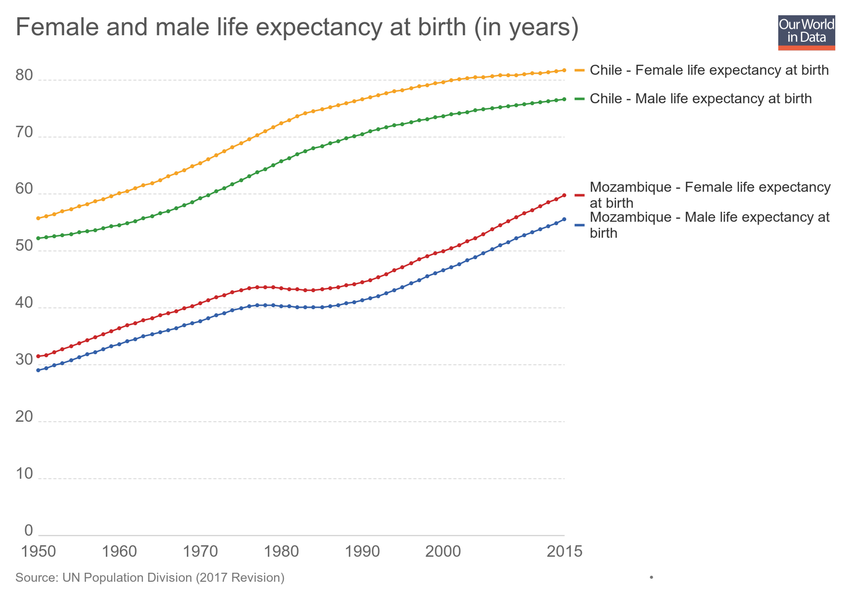 Female and male life expectancy at birth (in years)
Our World
in Data
80
70
60
50
40
30
20
10
0
1950 1960 1970 1980 1990 2000 2015
Chile - Female life expectancy at birth
Chile - Male life expectancy at birth
Mozambique - Female life expectancy
at birth
Mozambique - Male life expectancy at
birth
Source: UN Population Division (2017 Revision)